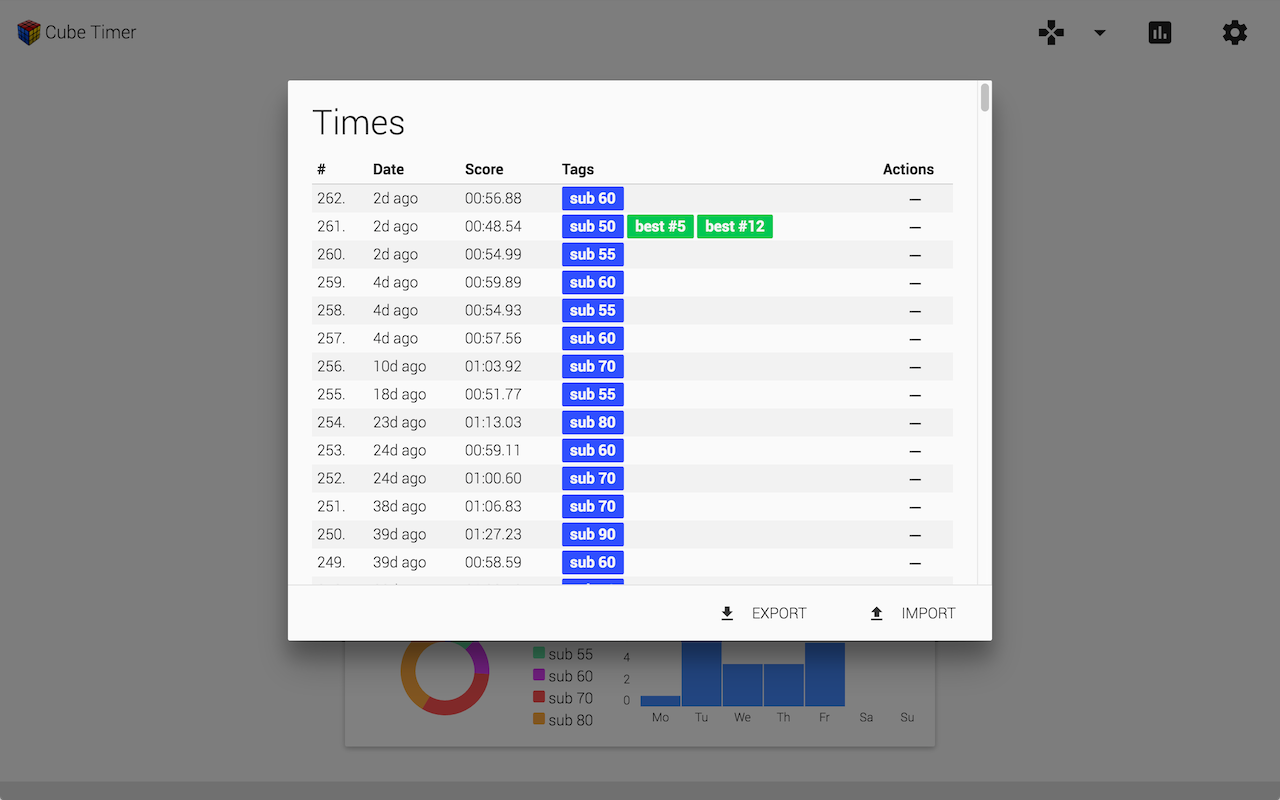 Cube Timer
Times
# Date Score Tags Actions
262. 2d ago 00:56.88 sub 60 –
261. 2d ago 00:48.54 sub 50 best #5 best #12 –
260. 2d ago 00:54.99 sub 55 –
259. 4d ago 00:59.89 sub 60 –
258. 4d ago 00:54.93 sub 55 –
257. 4d ago 00:57.56 sub 60 –
256. 10d ago 01:03.92 sub 70 –
255. 18d ago 00:51.77 sub 55 –
254. 23d ago 01:13.03 sub 80 –
253. 24d ago 00:59.11 sub 60 –
252. 24d ago 01:00.60 sub 70 –
251. 38d ago 01:06.83 sub 70 –
250. 39d ago 01:27.23 sub 90 –
249. 39d ago 00:58.59 sub 60 –
EXPORT IMPORT
sub 55
sub 60
sub 70
sub 80
4
2
0
Mo Tu We Th Fr Sa Su